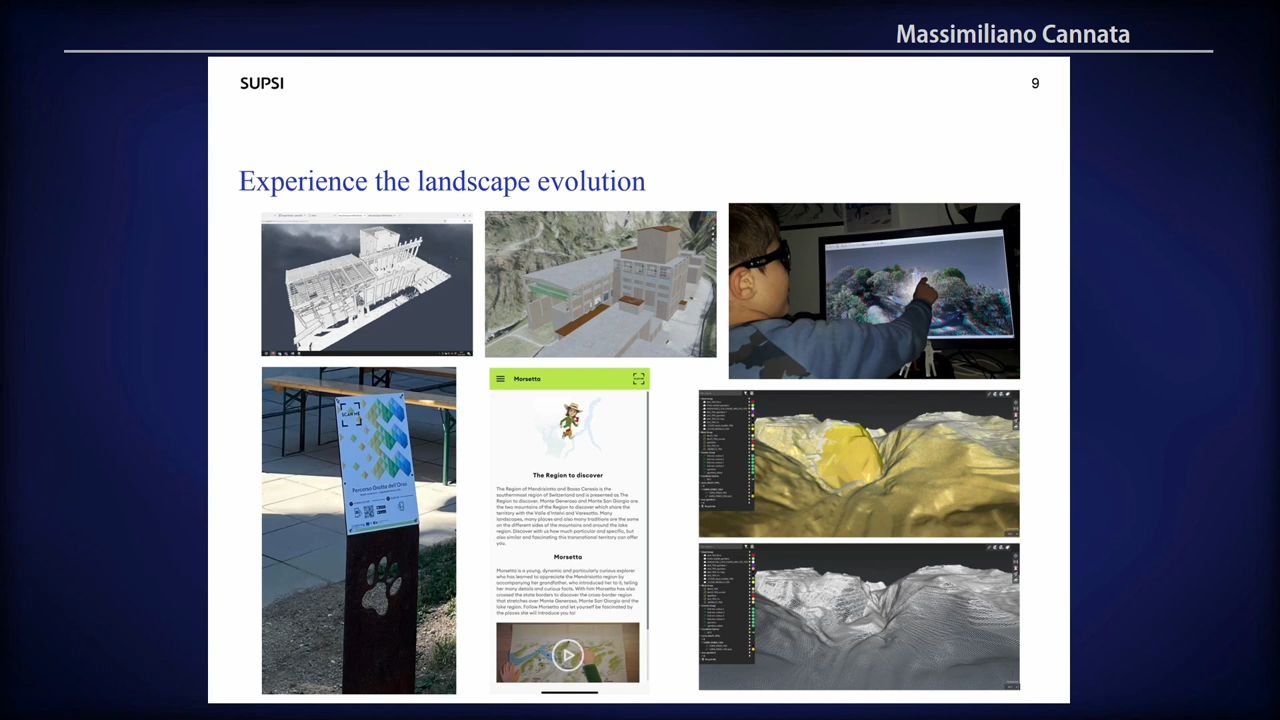 Massimiliano Cannata
SUPSI
9
Experience the landscape evolution
SCAN ME
Percorso Grotta dell'Orso
Morsetto
The Region to discover
The Region of Mendrisiotto and Basso Ceresio is the
southernmost region of Switzerland and is presented as The
Region to discover. Monte Generoso and Monte San Giorgio are
the two mountains of the Region to discover which share the
territory with the Valle d'Intelvi and Varesotto. Many
landscapes, many places and also many traditions are the same
on the different sides of the mountains and around the lake
region. Discover with us how much particular and specific, but
also similar and fascinating this transnational territory can offer
you.
Morsetto
Morsetto is a young, dynamic and particularly curious explorer
who has learned to appreciate the Mendrisiotto region by
accompanying her grandfather, who introduced her to it, telling
her many details and curious facts. With him Morsetto has also
crossed the state borders to discover the cross-border region
that stretches over Monte Generoso, Monte San Giorgio and the
lake region. Follow Morsetto and let yourself be fascinated by
the places she will introduce you to!